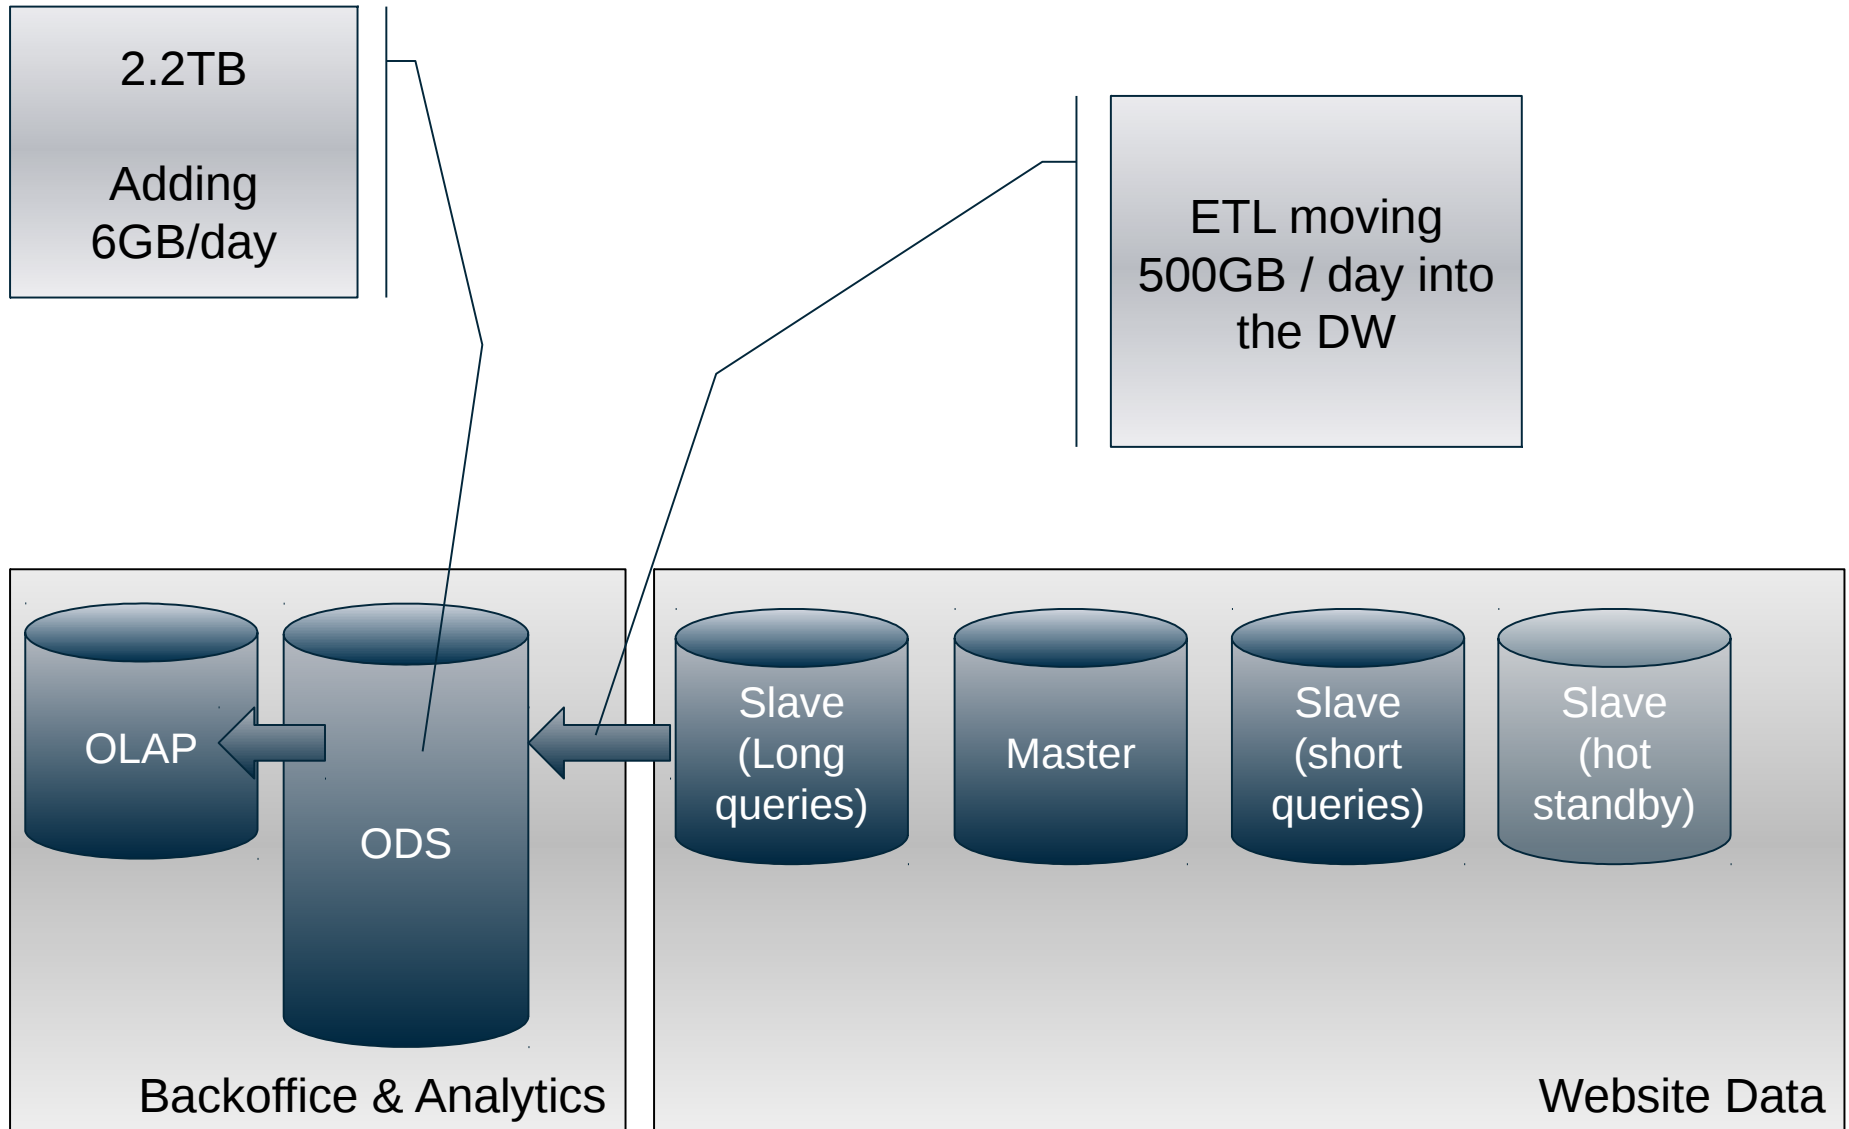 2.2TB
Adding
6GB/day
ETL moving
500GB / day into
the DW
OLAP
ODS
Slave
(Long
queries)
Master
Slave
(short
queries)
Slave
(hot
standby)
Backoffice & Analytics
Website Data